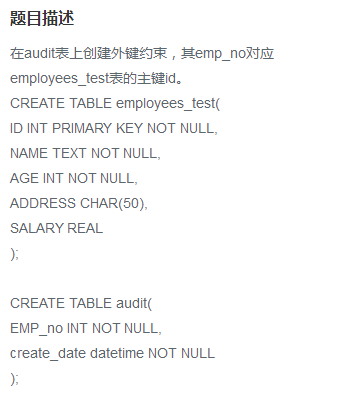 题目描述
在audit表上创建外键约束，其emp_no对应
employees_test表的主键id。
CREATE TABLE employees_test(
ID INT PRIMARY KEY NOT NULL,
NAME TEXT NOT NULL,
AGE INT NOT NULL,
ADDRESS CHAR(50),
SALARY REAL
);
CREATE TABLE audit(
EMP_no INT NOT NULL,
create_date datetime NOT NULL
);